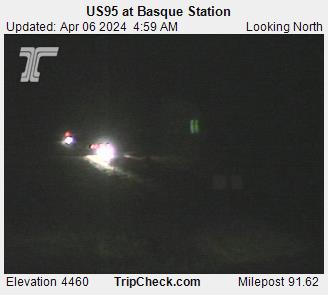 US95 at Basque Station
Updated: Apr 06 2024 4:59 AM Looking North
Elevation 4460 TripCheck.com Milepost 91.62